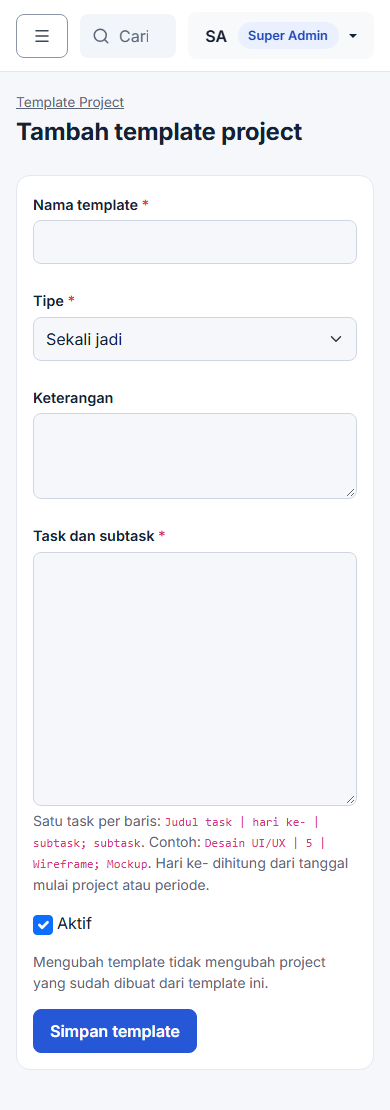 Cari
SA Super Admin
Template Project
Tambah template project
Nama template *
Tipe *
Sekali jadi
Keterangan
Task dan subtask *
Satu task per baris: Judul task | hari ke- |
subtask; subtask. Contoh: Desain UI/UX | 5 |
Wireframe; Mockup. Hari ke- dihitung dari tanggal
mulai project atau periode.
Aktif
Mengubah template tidak mengubah project
yang sudah dibuat dari template ini.
Simpan template